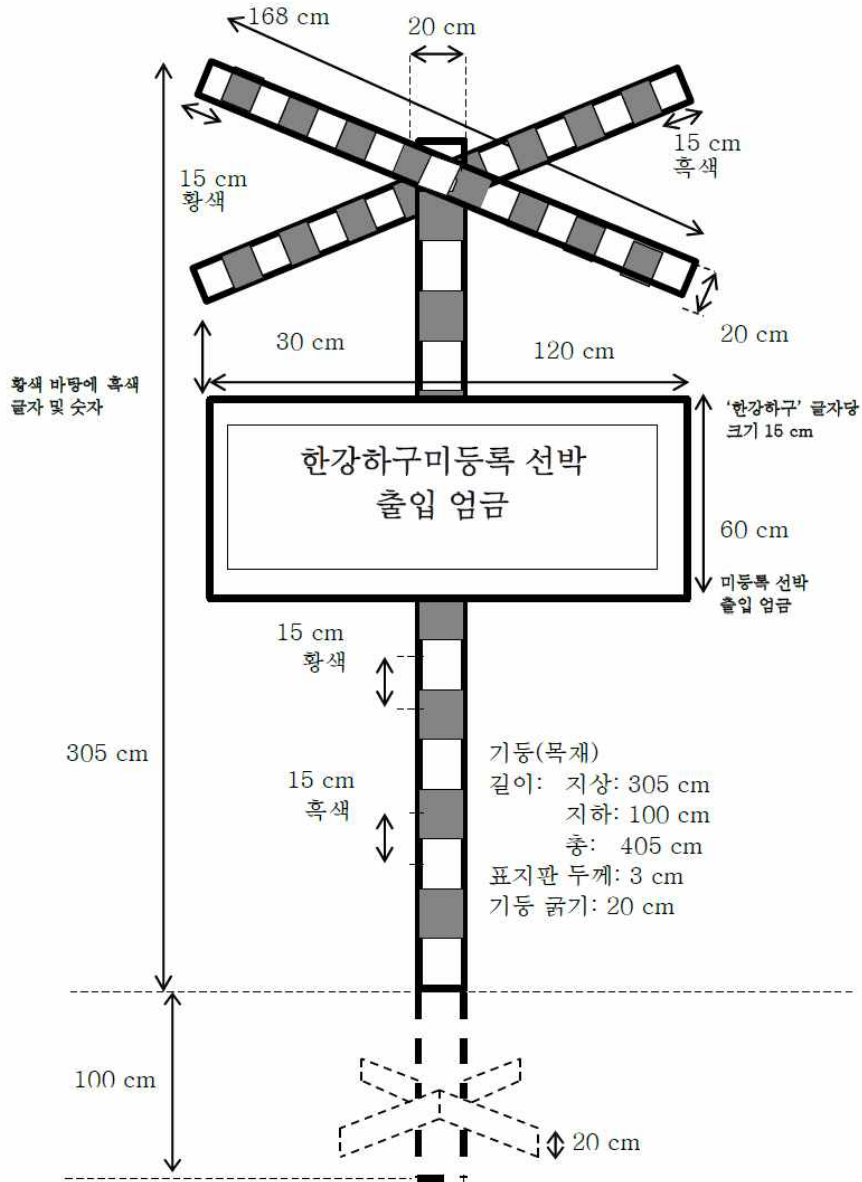 168 cm
20 cm
15 cm
황색
15 cm
흑색
30 cm
120 cm
20 cm
황색 바탕에 흑색
글자 및 숫자
'한강하구' 글자당
크기 15 cm
한강하구미등록 선박
출입 엄금
60 cm
미등록 선박
출입 엄금
15 cm
황색
305 cm
15 cm
흑색
기둥(목재)
길이: 지상: 305 cm
지하: 100 cm
총: 405 cm
표지판 두께: 3 cm
기둥 굵기: 20 cm
100 cm
20 cm